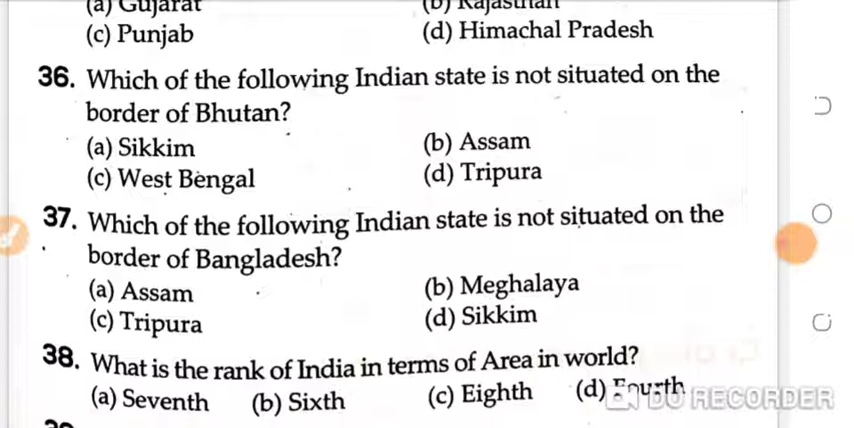 (a) Gujarat (b) Rajasthan
(c) Punjab (d) Himachal Pradesh
36. Which of the following Indian state is not situated on the
border of Bhutan?
(a) Sikkim (b) Assam
(c) West Bengal (d) Tripura
37. Which of the following Indian state is not situated on the
border of Bangladesh?
(a) Assam (b) Meghalaya
(c) Tripura (d) Sikkim
38. What is the rank of India in terms of Area in world?
(a) Seventh (b) Sixth (c) Eighth (d) Fourth
DU RECORDER